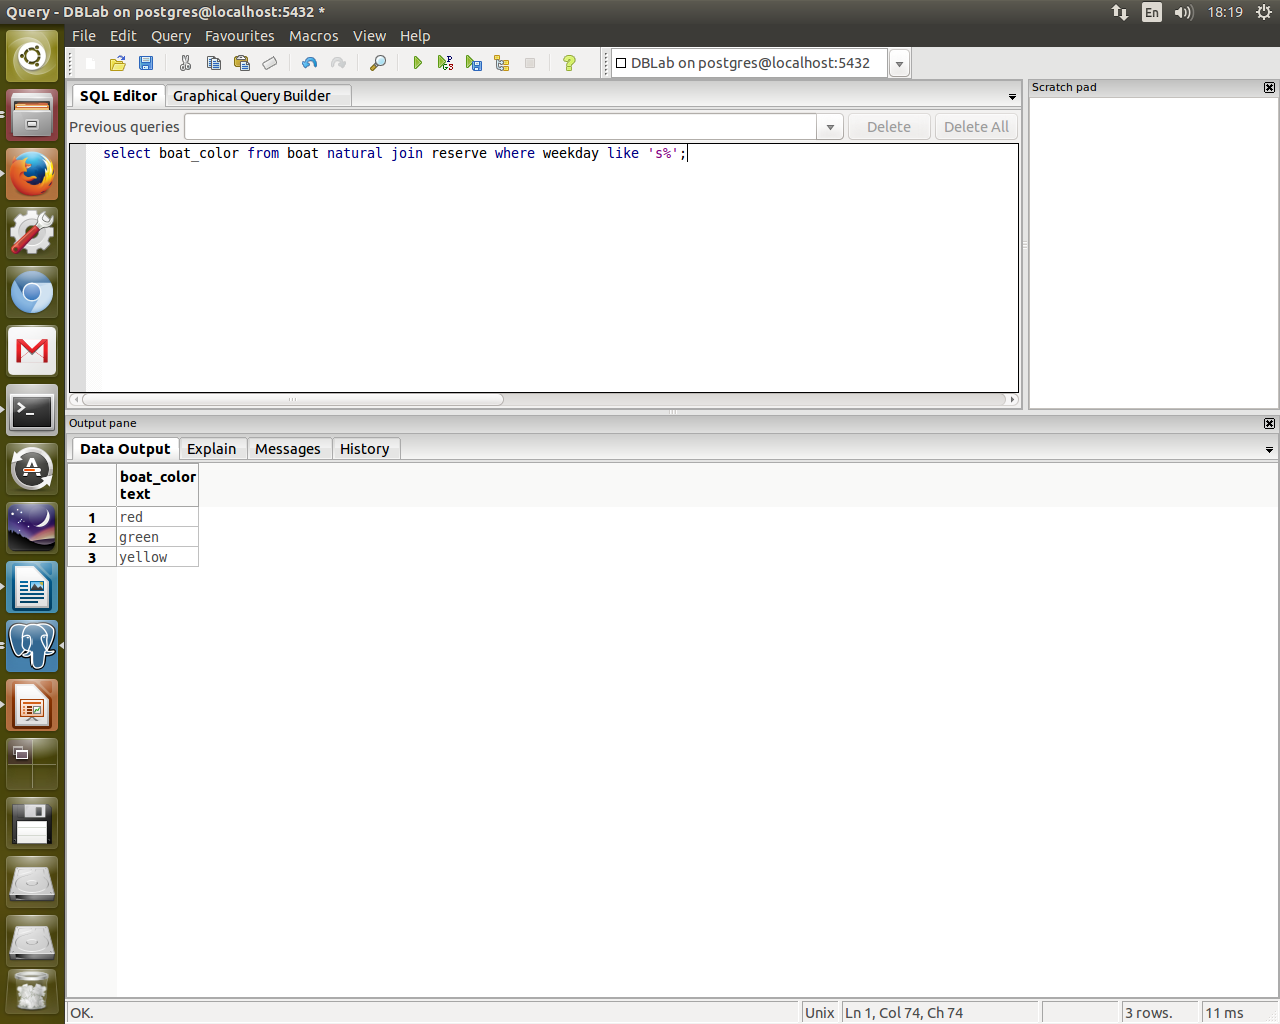 Query - DBLab on postgres@localhost:5432 *
En
18:19
File Edit Query Favourites Macros View Help
DBLab on postgres@localhost:5432
SQL Editor
Graphical Query Builder
Scratch pad
Previous queries
Delete
Delete All
select boat_color from boat natural join reserve where weekday like 's%';
Output pane
Data Output
Explain
Messages
History
boat_color
text
1 red
2 green
3 yellow
OK.
Unix
Ln 1, Col 74, Ch 74
3 rows.
11 ms